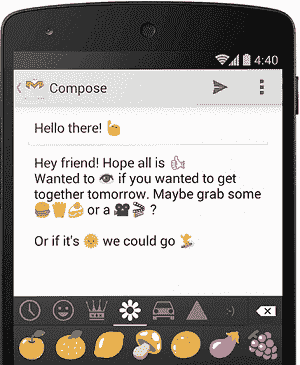 4:40
Compose
Hello there! 👋
Hey friend! Hope all is 👍
Wanted to 👁 if you wanted to get
together tomorrow. Maybe grab some
🍔🍟🍰 or a 🎥🎬 ?
Or if it's 🌞 we could go 🏄
:-)